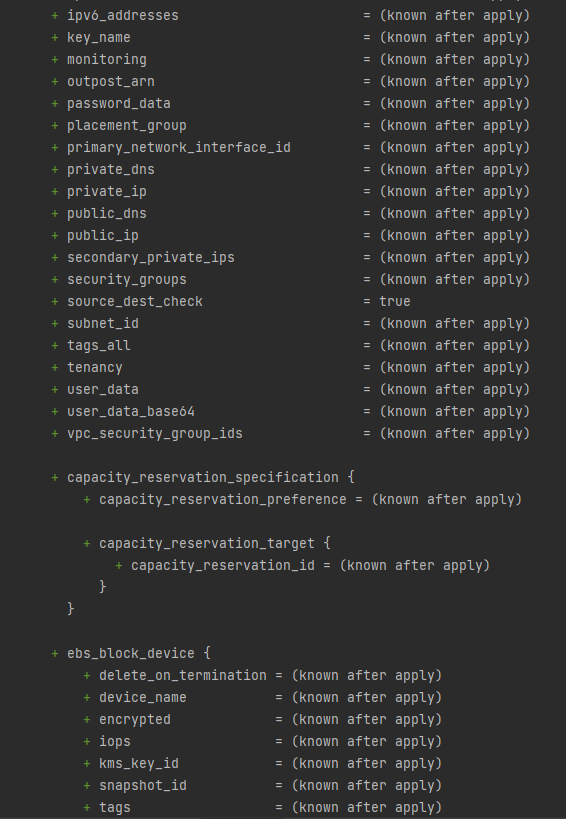 + ipv6_addresses = (known after apply)
+ key_name = (known after apply)
+ monitoring = (known after apply)
+ outpost_arn = (known after apply)
+ password_data = (known after apply)
+ placement_group = (known after apply)
+ primary_network_interface_id = (known after apply)
+ private_dns = (known after apply)
+ private_ip = (known after apply)
+ public_dns = (known after apply)
+ public_ip = (known after apply)
+ secondary_private_ips = (known after apply)
+ security_groups = (known after apply)
+ source_dest_check = true
+ subnet_id = (known after apply)
+ tags_all = (known after apply)
+ tenancy = (known after apply)
+ user_data = (known after apply)
+ user_data_base64 = (known after apply)
+ vpc_security_group_ids = (known after apply)
+ capacity_reservation_specification {
+ capacity_reservation_preference = (known after apply)
+ capacity_reservation_target {
+ capacity_reservation_id = (known after apply)
}
}
+ ebs_block_device {
+ delete_on_termination = (known after apply)
+ device_name = (known after apply)
+ encrypted = (known after apply)
+ iops = (known after apply)
+ kms_key_id = (known after apply)
+ snapshot_id = (known after apply)
+ tags = (known after apply)